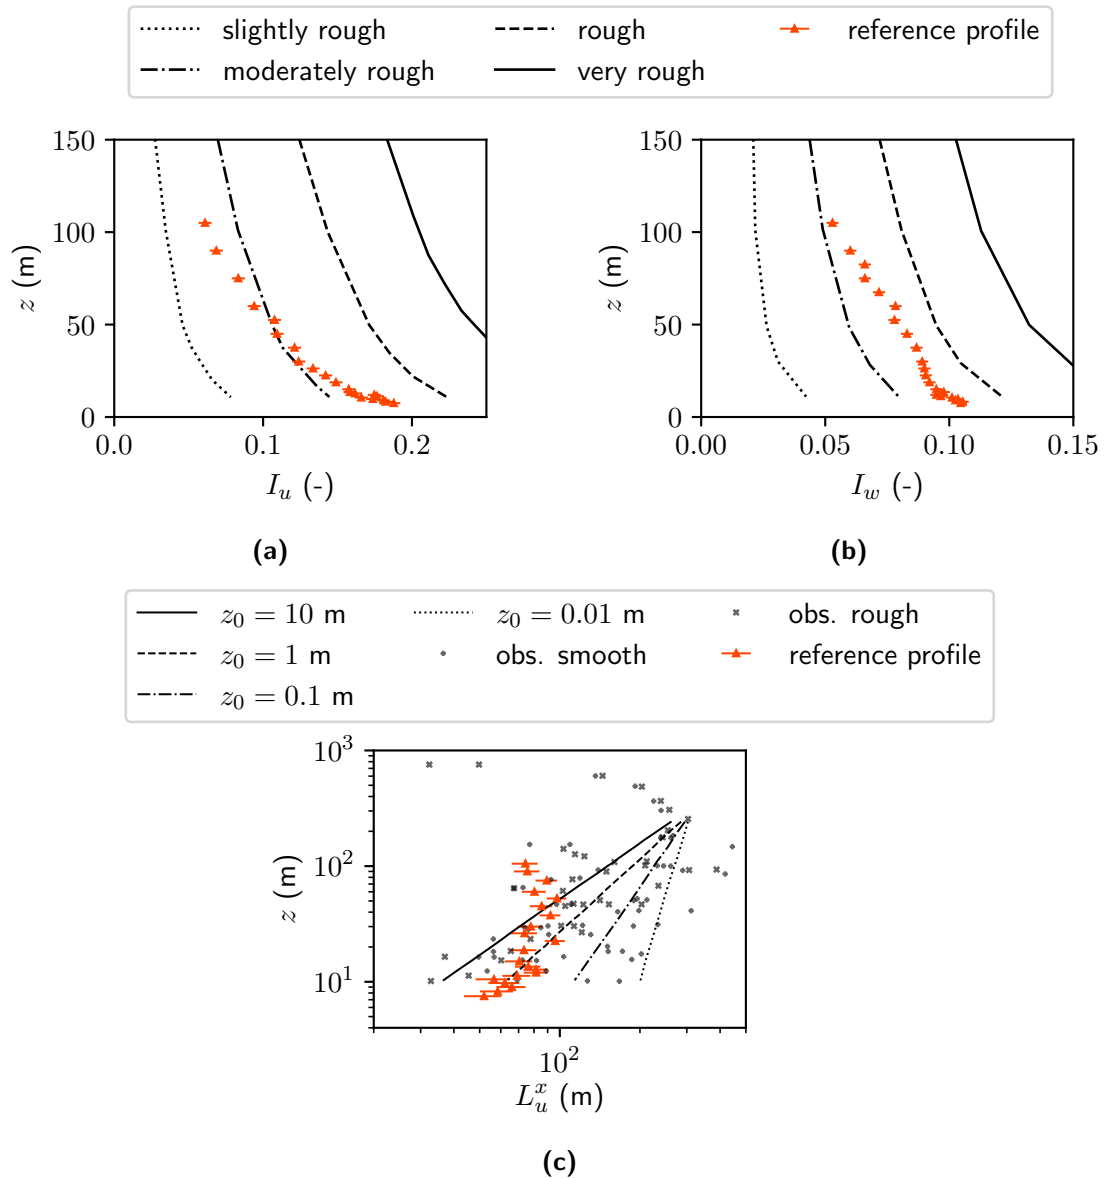 slightly rough rough reference profile
moderately rough very rough
150 150
100 100
z (m) z (m)
50 50
0 0
0.0 0.1 0.2 0.00 0.05 0.10 0.15
I_u (-) I_w (-)
(a) (b)
z_0 = 10 m z_0 = 0.01 m obs. rough
z_0 = 1 m obs. smooth reference profile
z_0 = 0.1 m
10^3
10^2
z (m)
10^1
10^2
L_u^x (m)
(c)